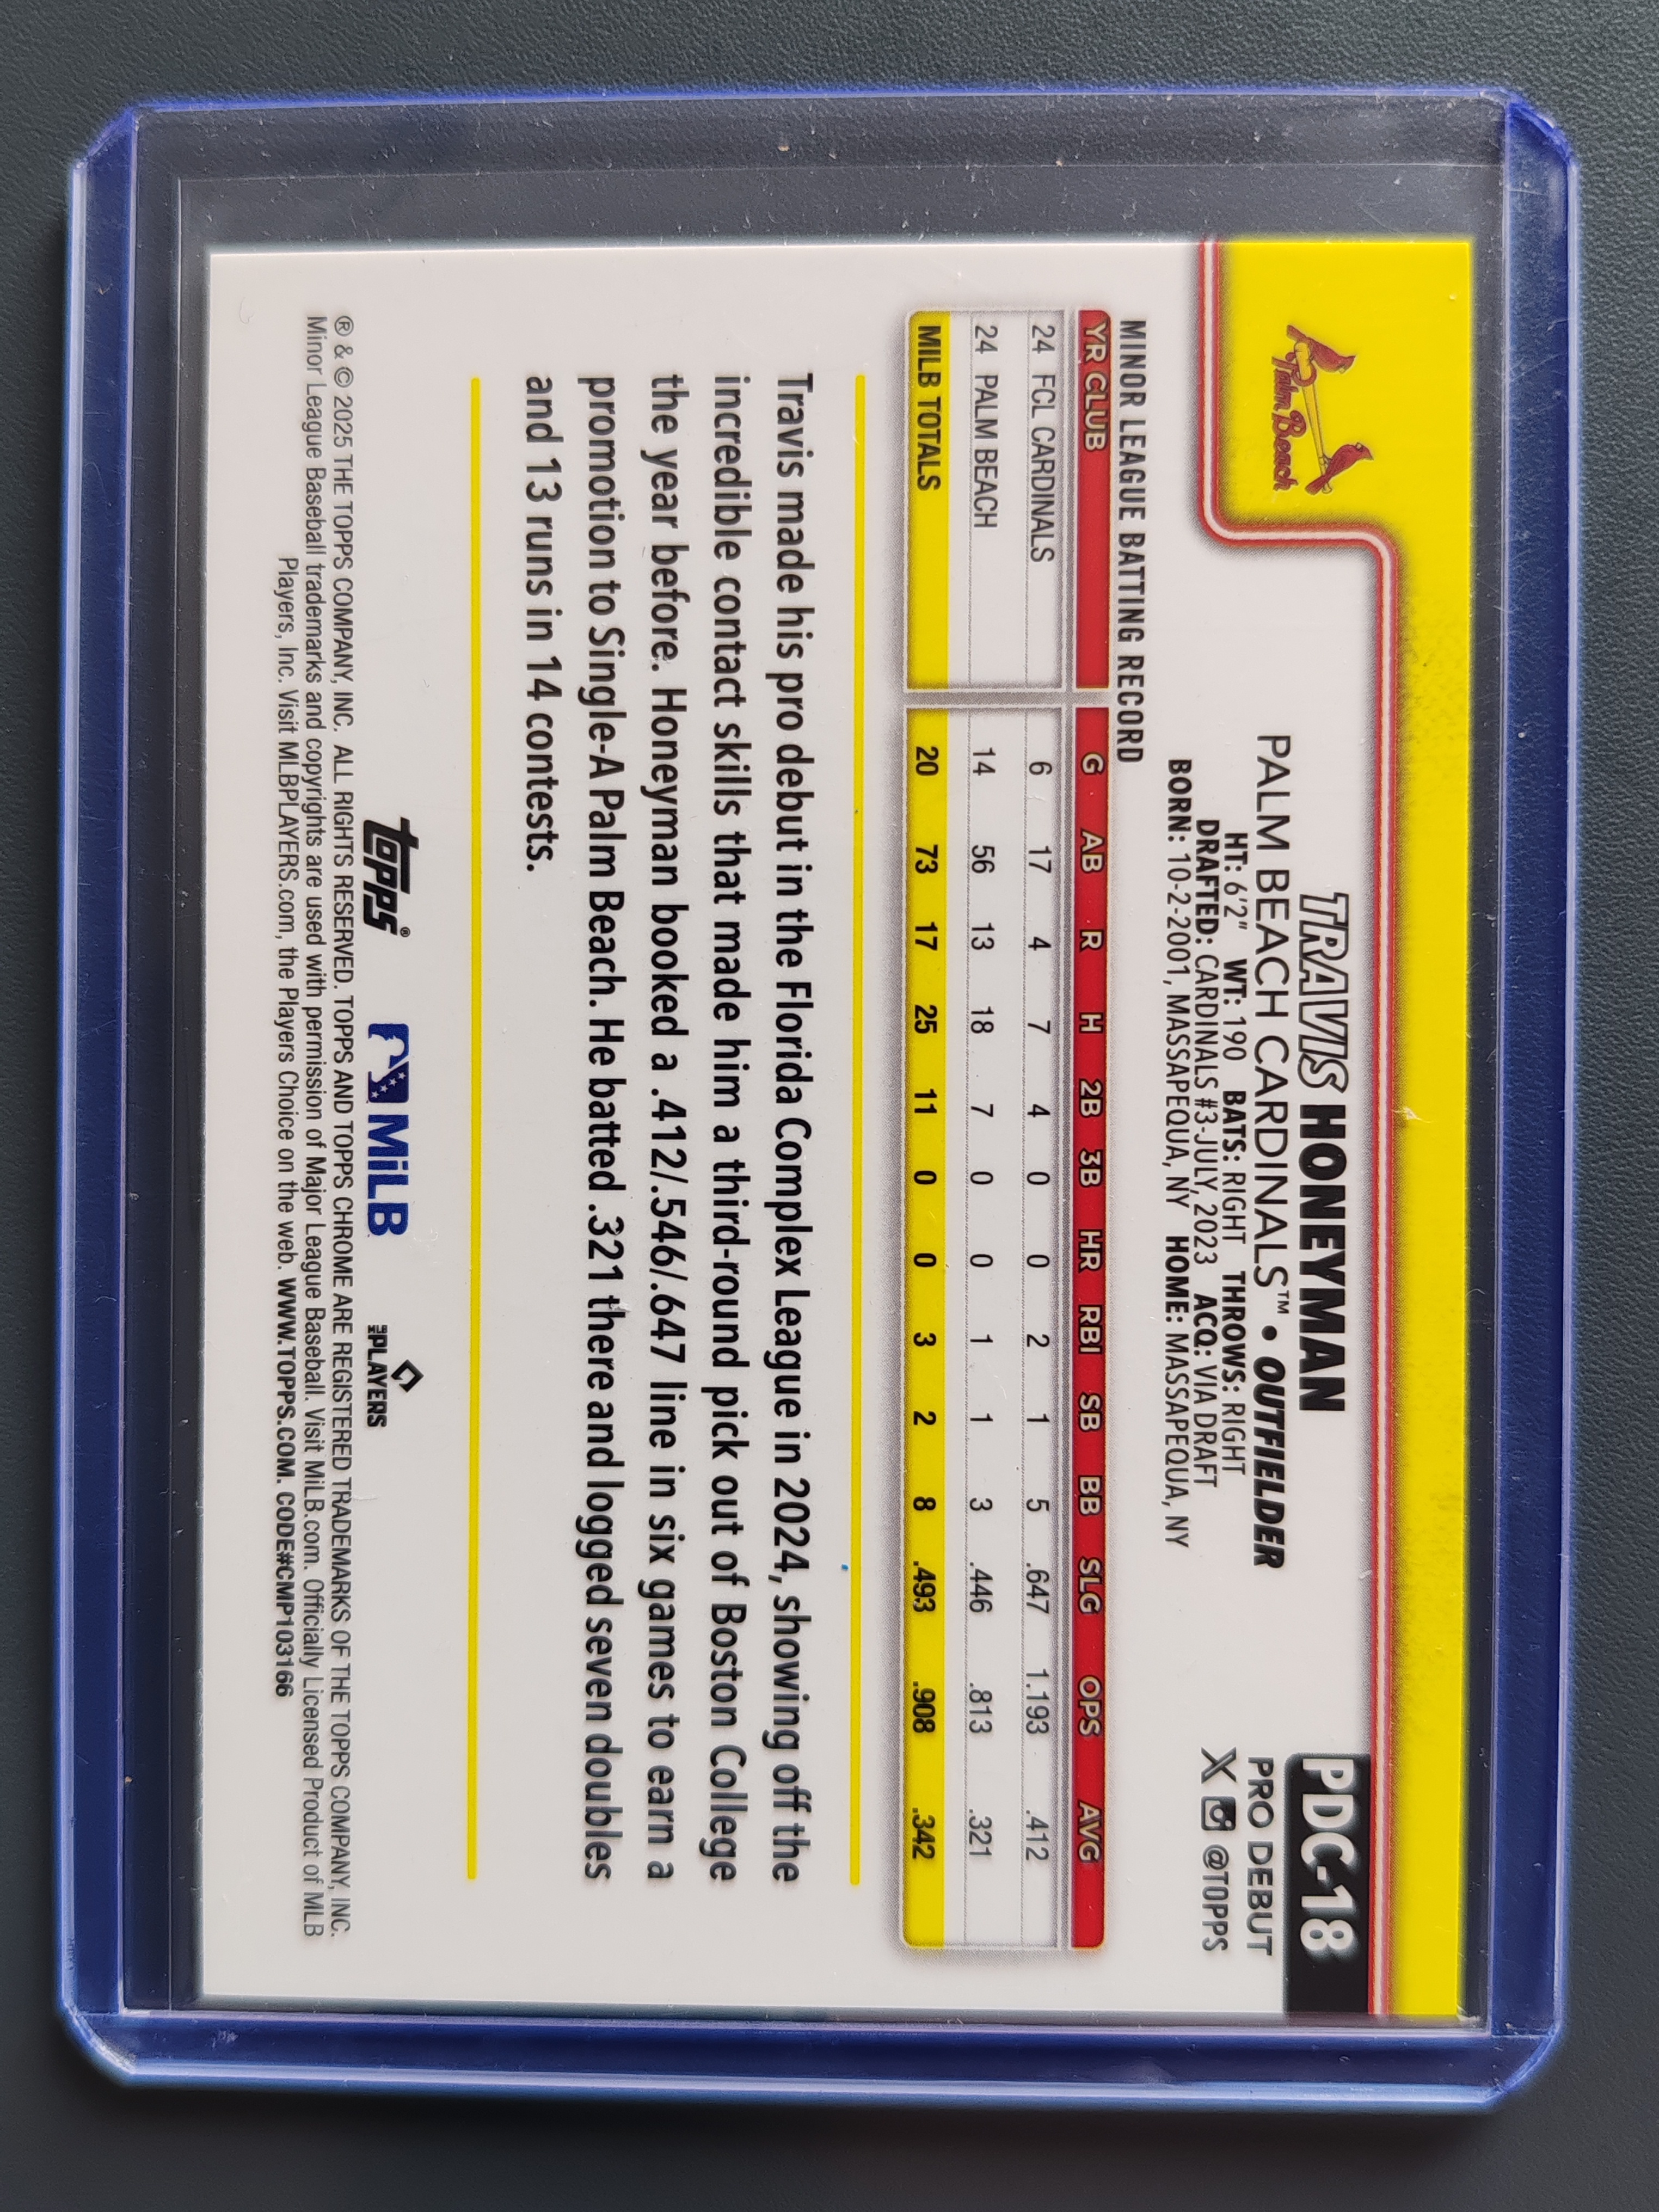 Palm Beach
TRAVIS HONEYMAN
PALM BEACH CARDINALS™ • OUTFIELDER
HT: 6'2" WT: 190 BATS: RIGHT THROWS: RIGHT
DRAFTED: CARDINALS #3-JULY, 2023 ACQ: VIA DRAFT
BORN: 10-2-2001, MASSAPEQUA, NY HOME: MASSAPEQUA, NY
PDC-18
PRO DEBUT
X @TOPPS
MINOR LEAGUE BATTING RECORD
YR CLUB G AB R H 2B 3B HR RBI SB BB SLG OPS AVG
24 FCL CARDINALS 6 17 4 7 4 0 0 2 1 5 .647 1.193 .412
24 PALM BEACH 14 56 13 18 7 0 0 1 1 3 .446 .813 .321
MILB TOTALS 20 73 17 25 11 0 0 3 2 8 .493 .908 .342
Travis made his pro debut in the Florida Complex League in 2024, showing off the
incredible contact skills that made him a third-round pick out of Boston College
the year before. Honeyman booked a .412/.546/.647 line in six games to earn a
promotion to Single-A Palm Beach. He batted .321 there and logged seven doubles
and 13 runs in 14 contests.
topps®
MiLB
MLB PLAYERS
® & © 2025 THE TOPPS COMPANY, INC. ALL RIGHTS RESERVED. TOPPS AND TOPPS CHROME ARE REGISTERED TRADEMARKS OF THE TOPPS COMPANY, INC.
Minor League Baseball trademarks and copyrights are used with permission of Major League Baseball. Visit MiLB.com. Officially Licensed Product of MLB
Players, Inc. Visit MLBPLAYERS.com, the Players Choice on the web. WWW.TOPPS.COM. CODE#CMP103166